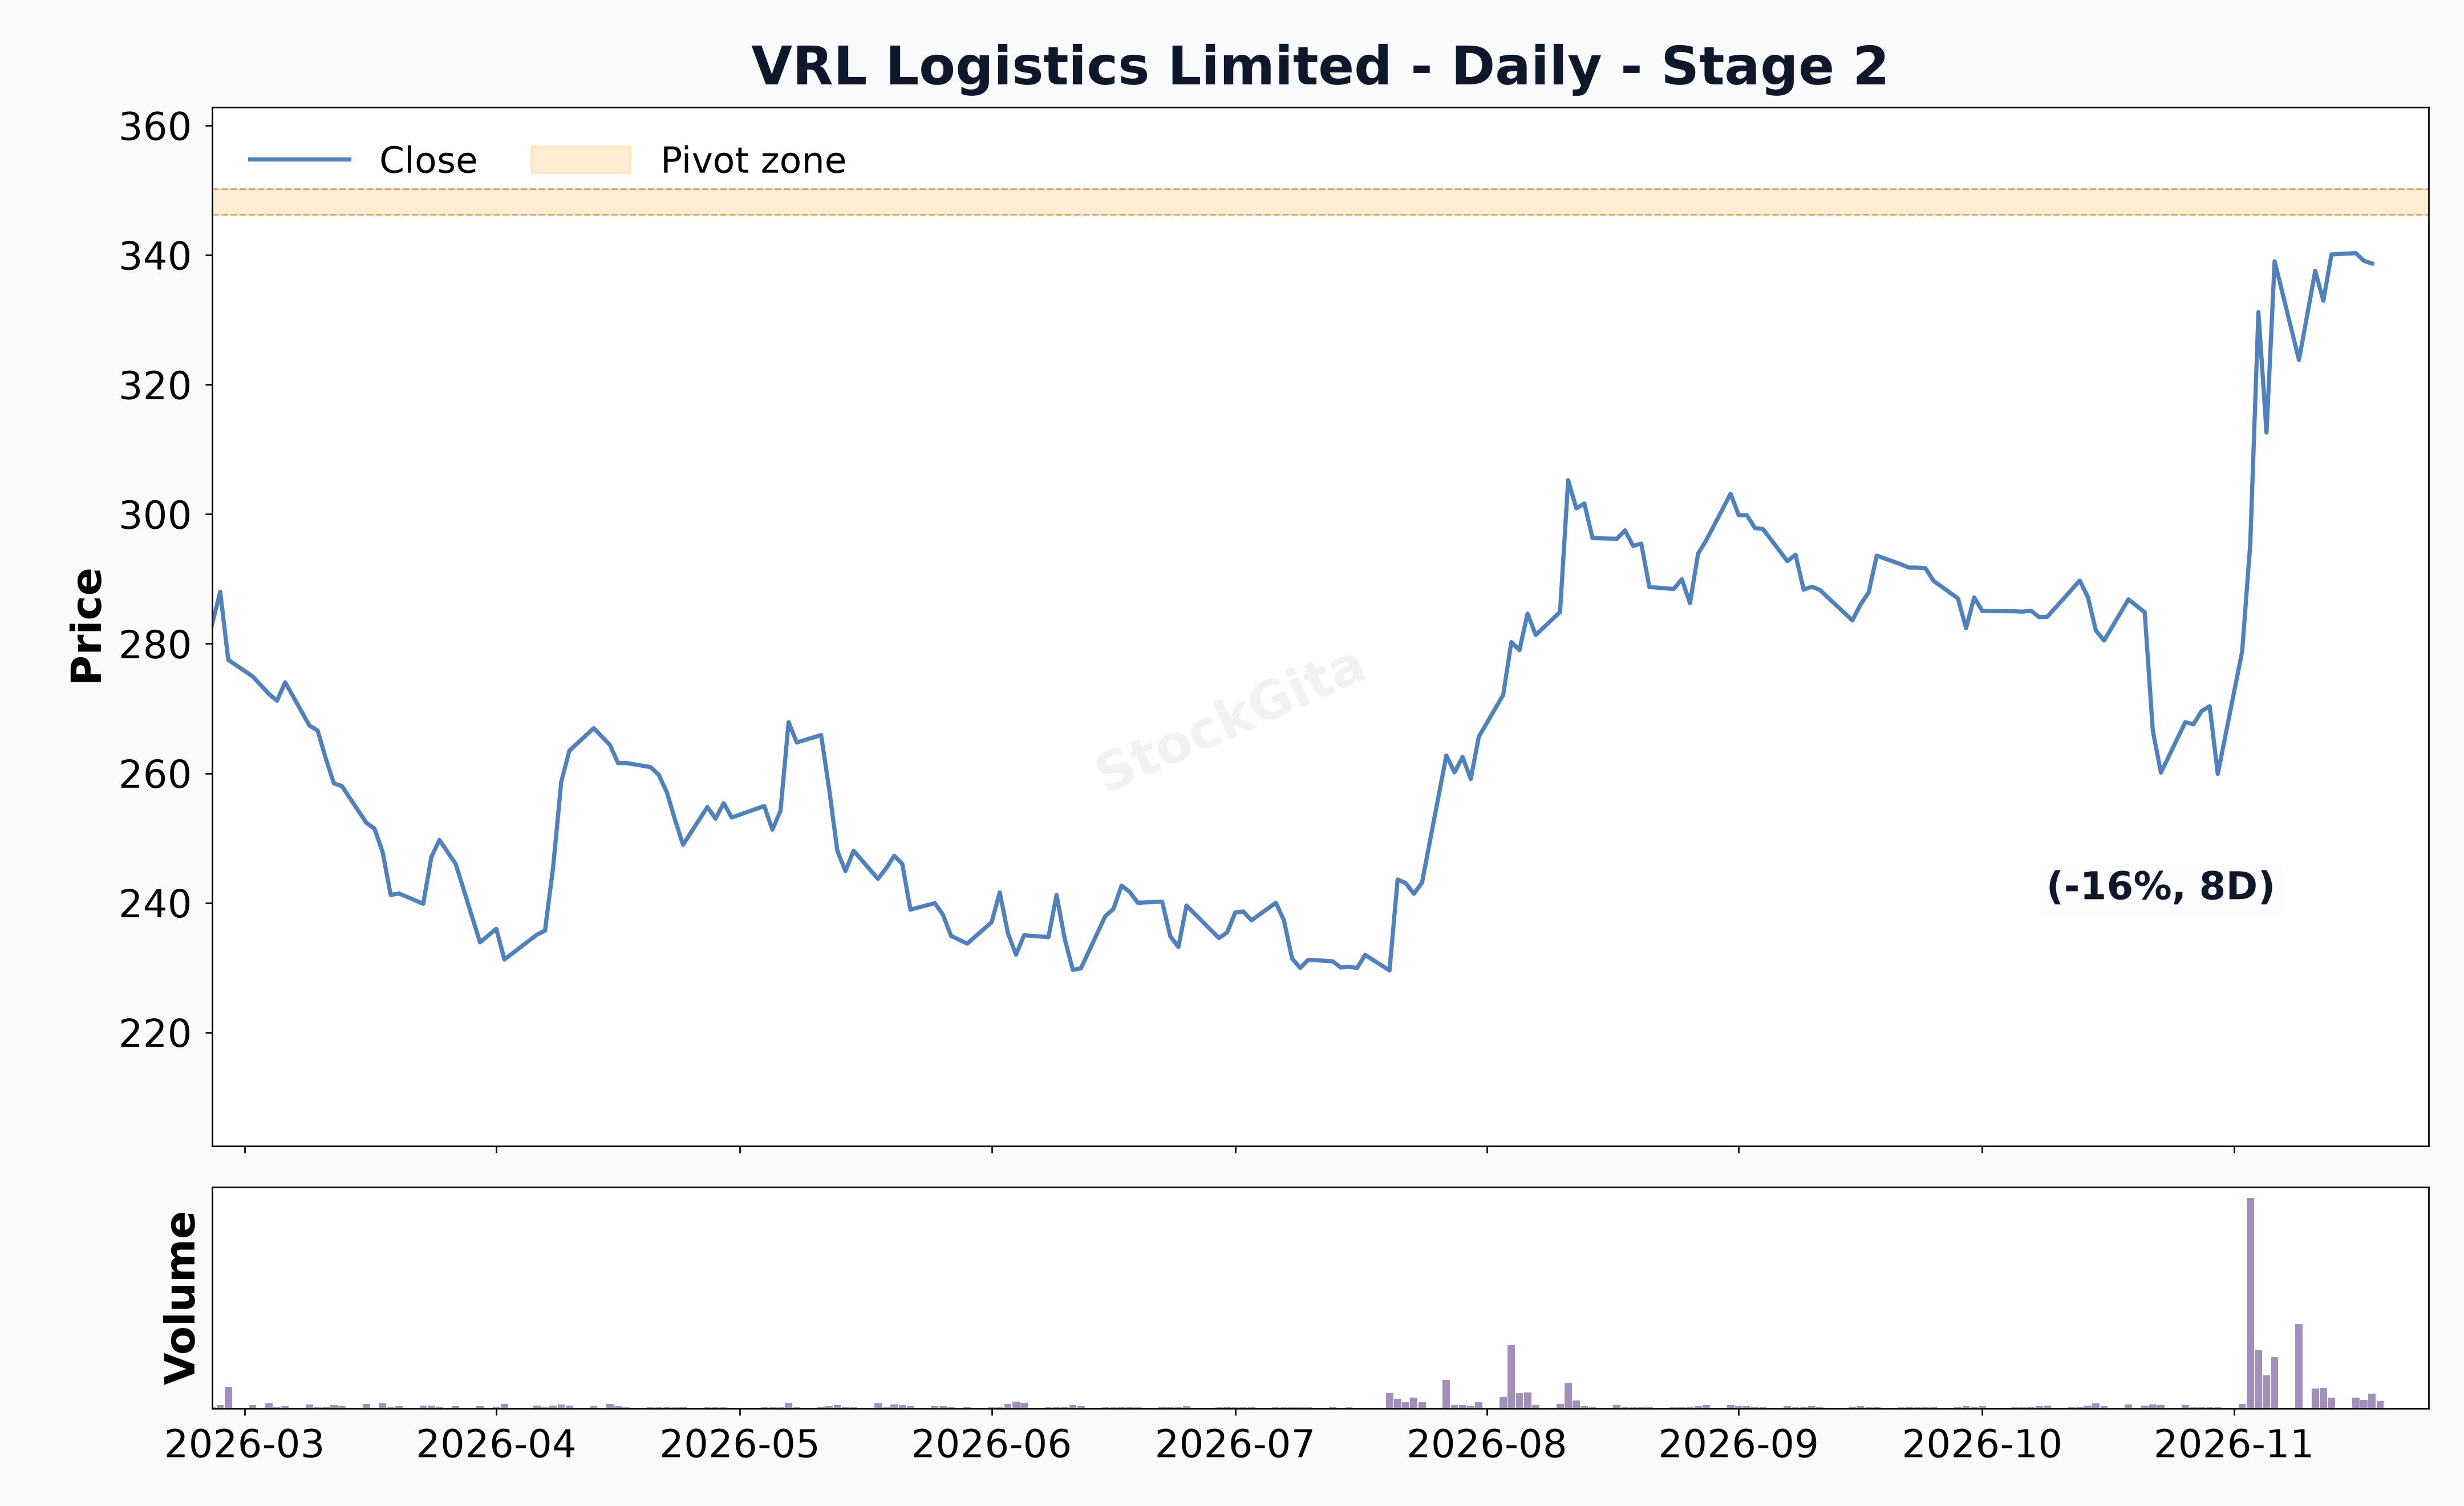 VRL Logistics Limited - Daily - Stage 2
360
340
320
300
280
260
240
220
Price
Close
Pivot zone
StockGita
(-16%, 8D)
Volume
2026-03
2026-04
2026-05
2026-06
2026-07
2026-08
2026-09
2026-10
2026-11